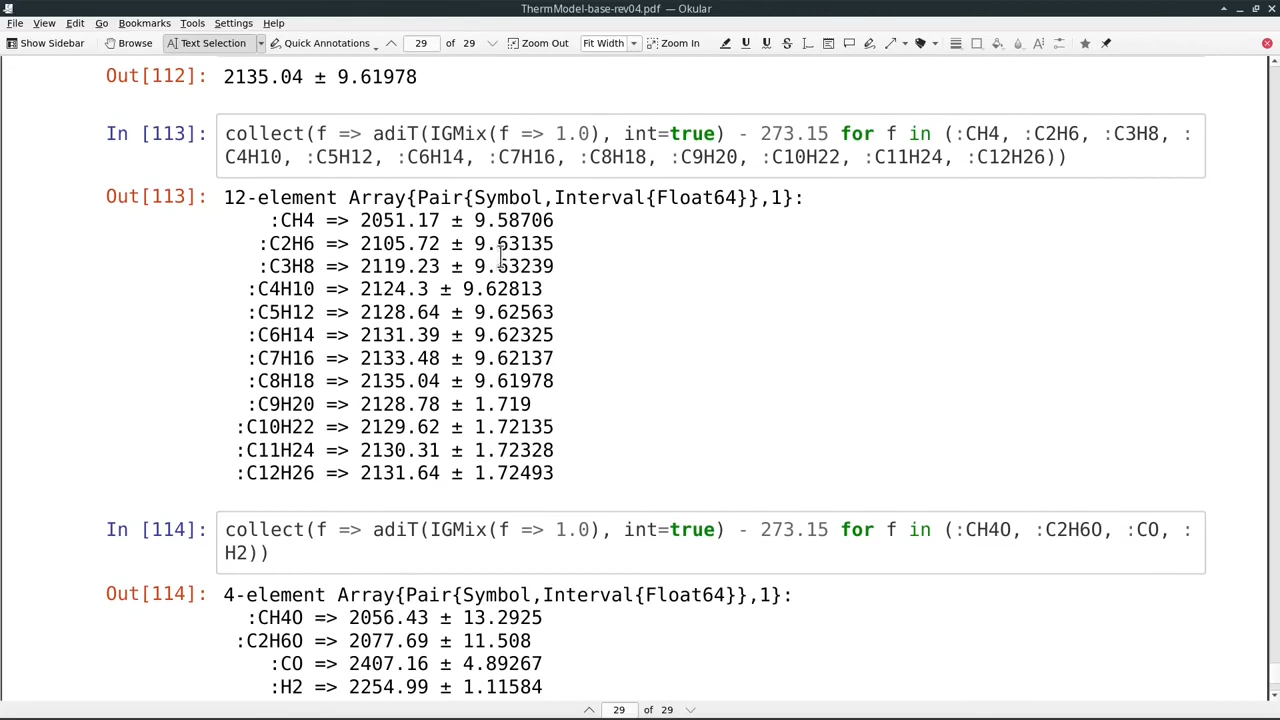 ThermModel-base-rev04.pdf — Okular
File View Edit Go Bookmarks Tools Settings Help
Show Sidebar Browse Text Selection Quick Annotations 29 of 29 Zoom Out Fit Width Zoom In
Out[112]: 2135.04 ± 9.61978
In [113]: collect(f => adiT(IGMix(f => 1.0), int=true) - 273.15 for f in (:CH4, :C2H6, :C3H8, :
C4H10, :C5H12, :C6H14, :C7H16, :C8H18, :C9H20, :C10H22, :C11H24, :C12H26))
Out[113]: 12-element Array{Pair{Symbol,Interval{Float64}},1}:
:CH4 => 2051.17 ± 9.58706
:C2H6 => 2105.72 ± 9.63135
:C3H8 => 2119.23 ± 9.63239
:C4H10 => 2124.3 ± 9.62813
:C5H12 => 2128.64 ± 9.62563
:C6H14 => 2131.39 ± 9.62325
:C7H16 => 2133.48 ± 9.62137
:C8H18 => 2135.04 ± 9.61978
:C9H20 => 2128.78 ± 1.719
:C10H22 => 2129.62 ± 1.72135
:C11H24 => 2130.31 ± 1.72328
:C12H26 => 2131.64 ± 1.72493
In [114]: collect(f => adiT(IGMix(f => 1.0), int=true) - 273.15 for f in (:CH4O, :C2H6O, :CO, :
H2))
Out[114]: 4-element Array{Pair{Symbol,Interval{Float64}},1}:
:CH4O => 2056.43 ± 13.2925
:C2H6O => 2077.69 ± 11.508
:CO => 2407.16 ± 4.89267
:H2 => 2254.99 ± 1.11584
29 of 29